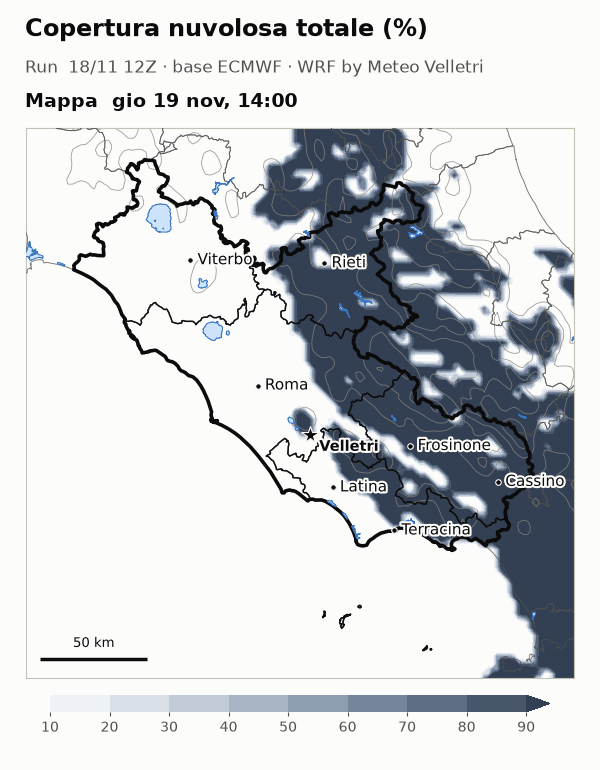 Copertura nuvolosa totale (%)
Run  18/11 12Z · base ECMWF · WRF by Meteo Velletri
Mappa  gio 19 nov, 14:00
Viterbo
Rieti
Roma
Velletri
Frosinone
Cassino
Latina
Terracina
50 km
10 20 30 40 50 60 70 80 90